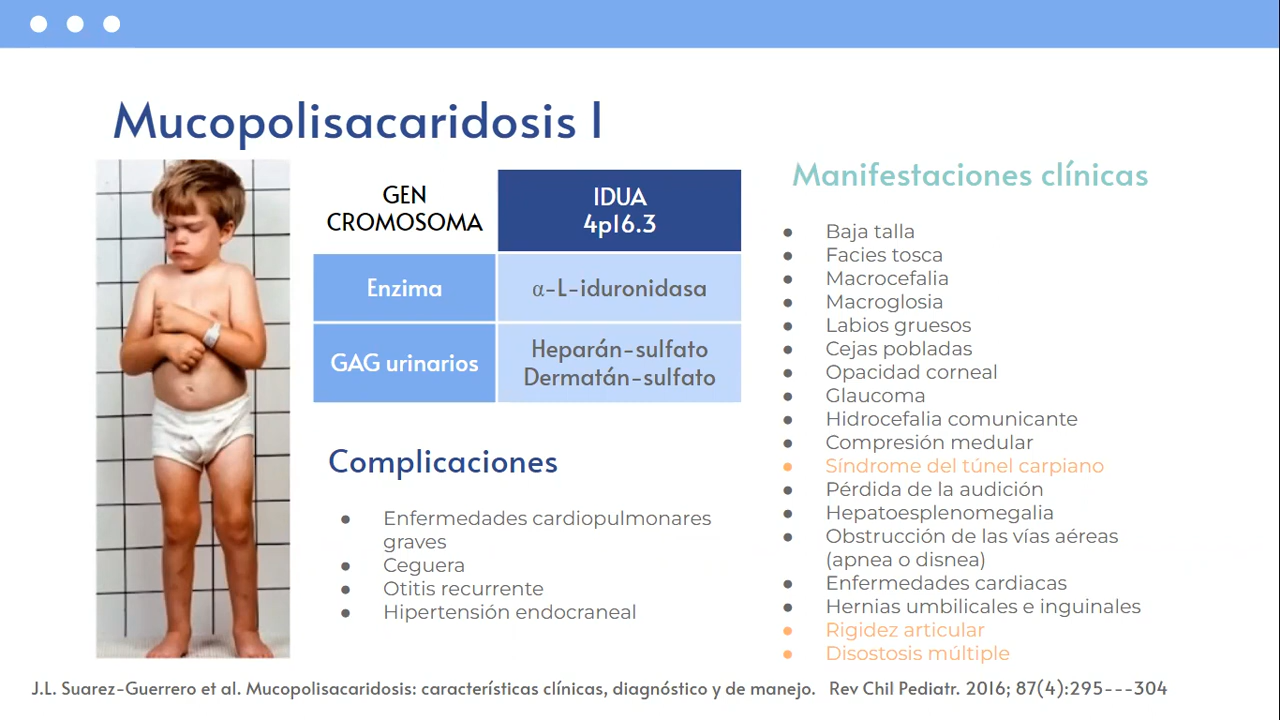 Mucopolisacaridosis I
GEN
CROMOSOMA
IDUA
4p16.3
Enzima
α-L-iduronidasa
GAG urinarios
Heparán-sulfato
Dermatán-sulfato
Complicaciones
● Enfermedades cardiopulmonares
graves
● Ceguera
● Otitis recurrente
● Hipertensión endocraneal
Manifestaciones clínicas
● Baja talla
● Facies tosca
● Macrocefalia
● Macroglosia
● Labios gruesos
● Cejas pobladas
● Opacidad corneal
● Glaucoma
● Hidrocefalia comunicante
● Compresión medular
● Síndrome del túnel carpiano
● Pérdida de la audición
● Hepatoesplenomegalia
● Obstrucción de las vías aéreas
(apnea o disnea)
● Enfermedades cardiacas
● Hernias umbilicales e inguinales
● Rigidez articular
● Disostosis múltiple
J.L. Suarez-Guerrero et al. Mucopolisacaridosis: características clínicas, diagnóstico y de manejo. Rev Chil Pediatr. 2016; 87(4):295---304